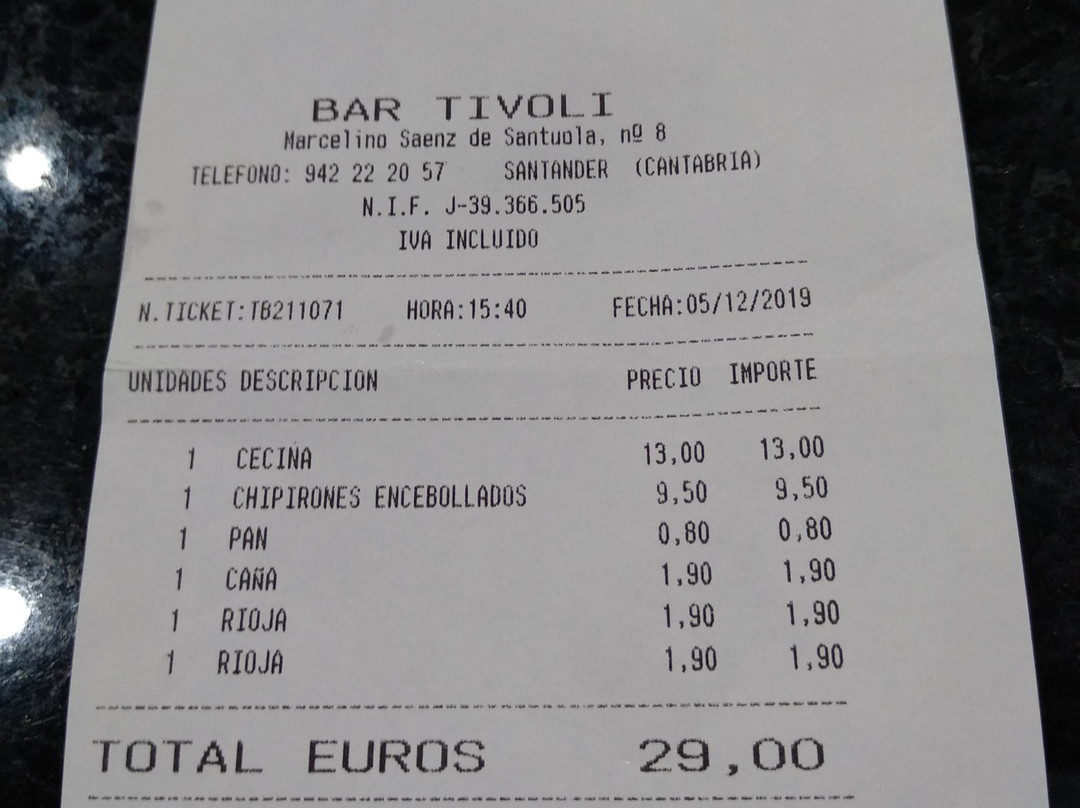 BAR TIVOLI
Marcelino Saenz de Santuola, nº 8
TELEFONO: 942 22 20 57 SANTANDER (CANTABRIA)
N.I.F. J-39.366.505
IVA INCLUIDO
N.TICKET:TB211071 HORA:15:40 FECHA:05/12/2019
UNIDADES DESCRIPCION PRECIO IMPORTE
1 CECIÑA 13,00 13,00
1 CHIPIRONES ENCEBOLLADOS 9,50 9,50
1 PAN 0,80 0,80
1 CAÑA 1,90 1,90
1 RIOJA 1,90 1,90
1 RIOJA 1,90 1,90
TOTAL EUROS 29,00